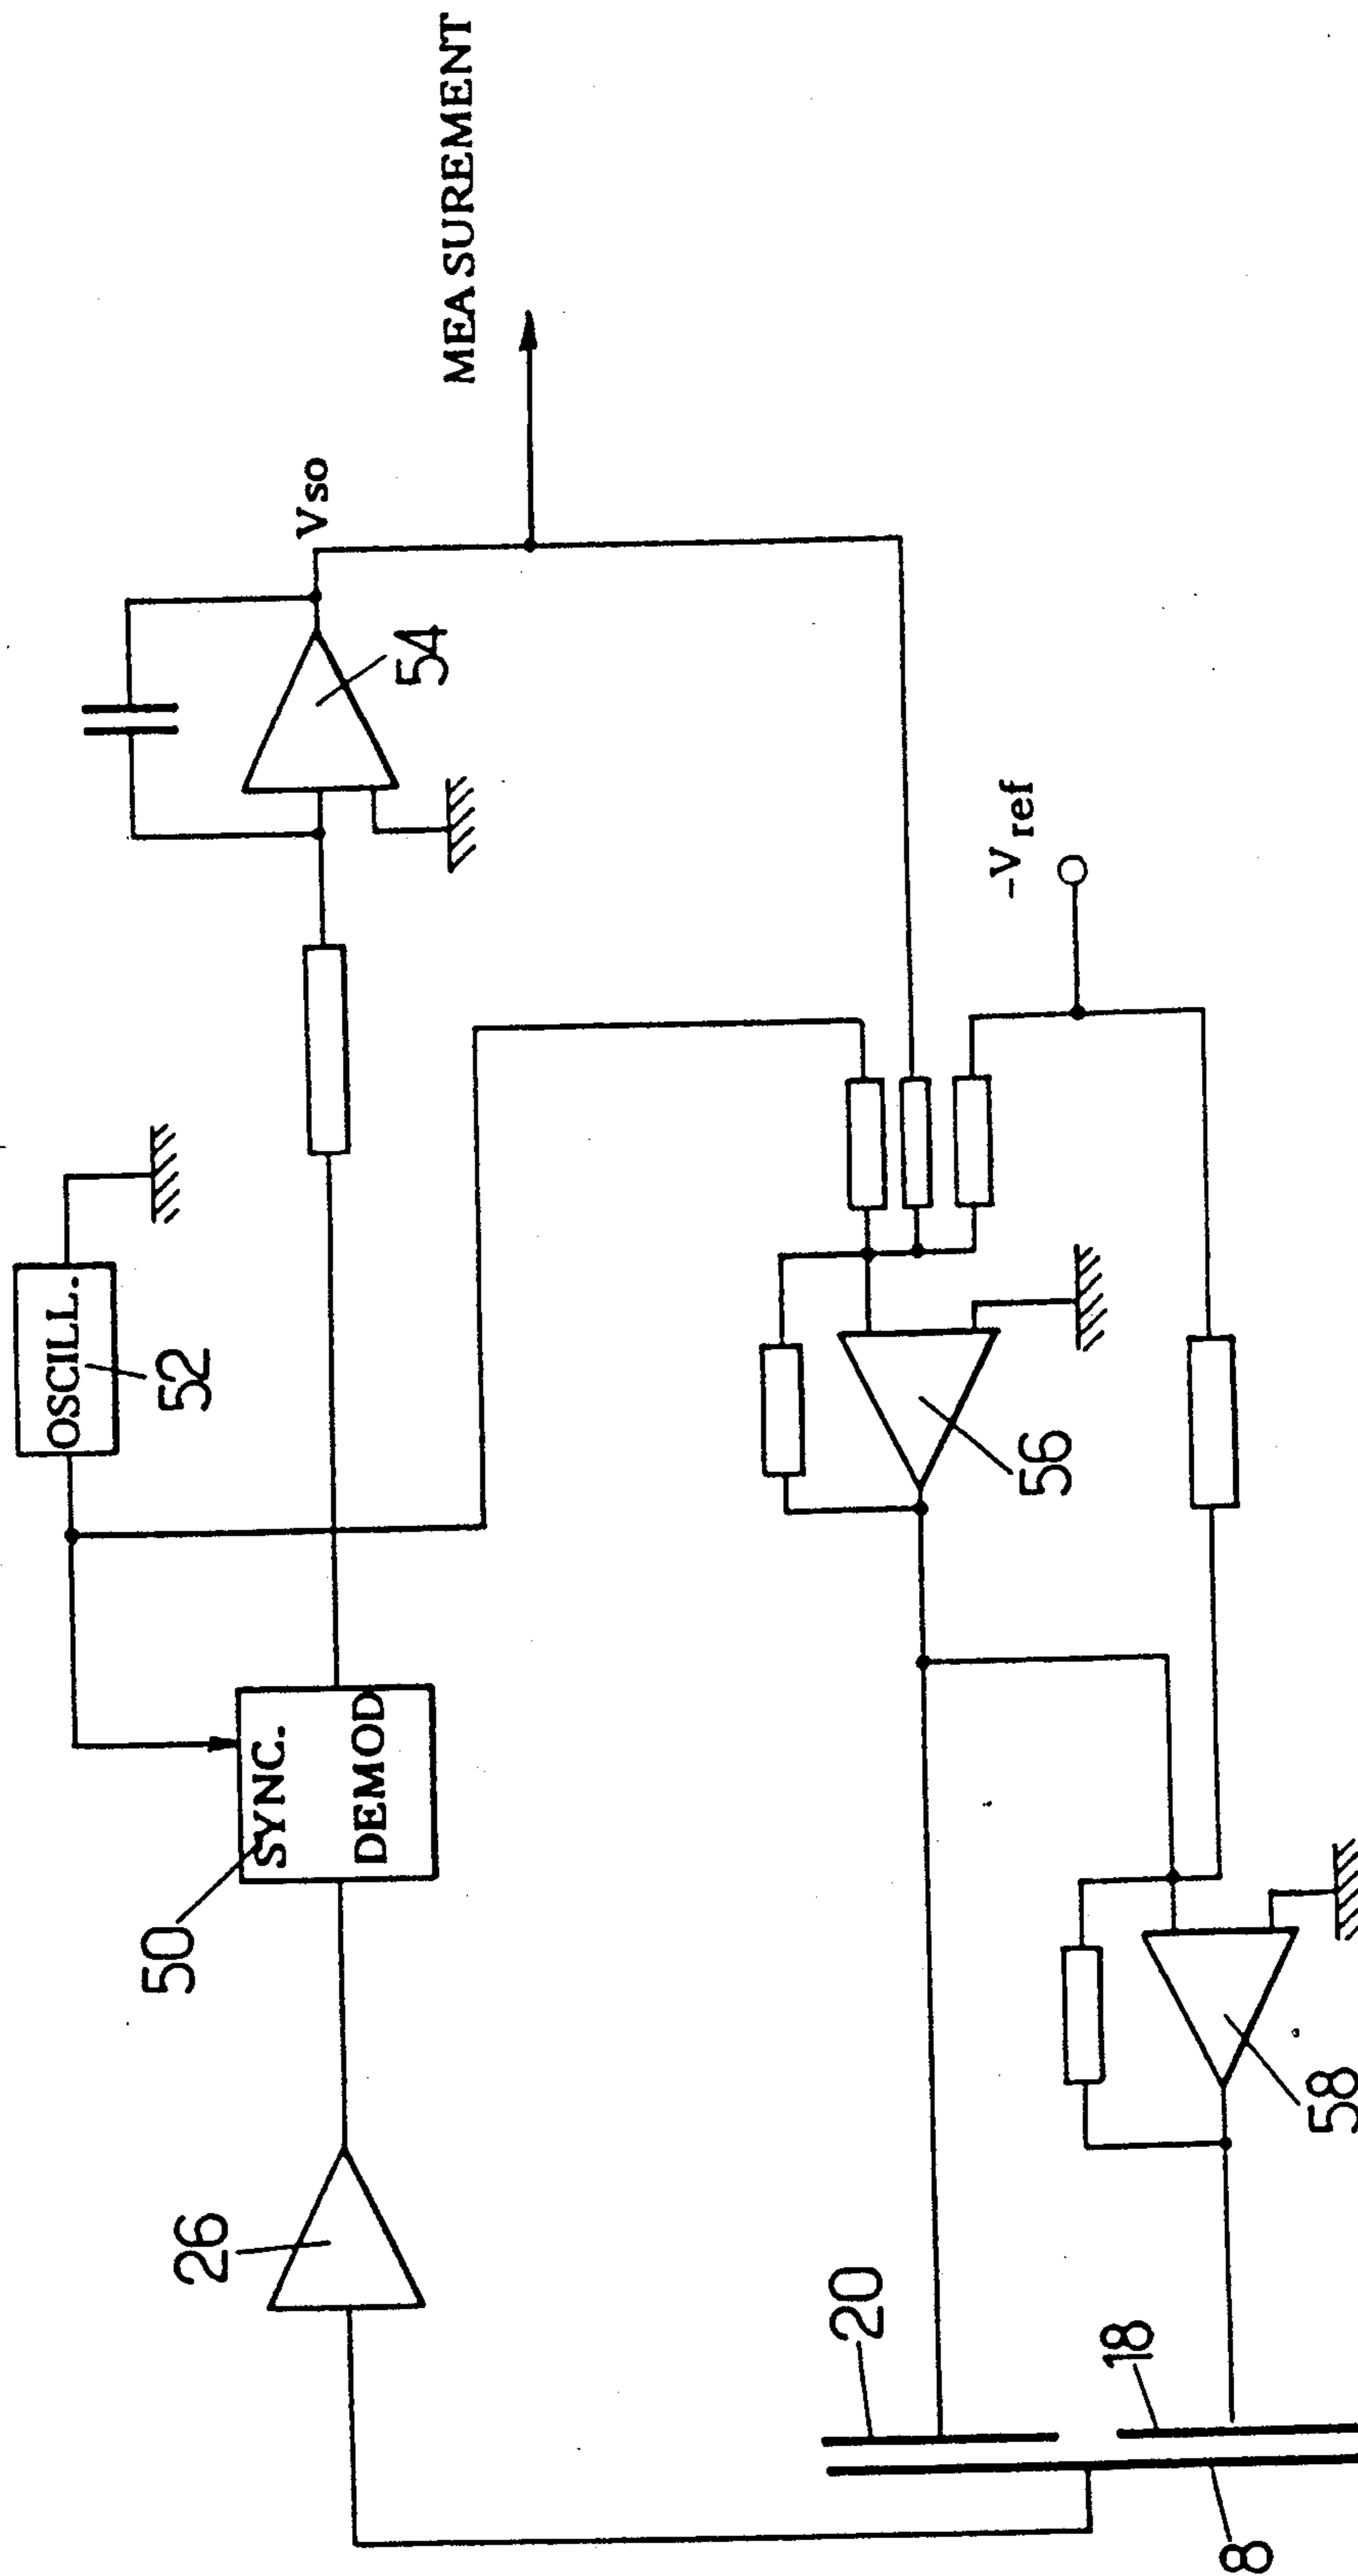 OSCILL.
52
50
SYNC.
DEMOD
26
54
Vso
MEASUREMENT
-Vref
56
58
20
18
8